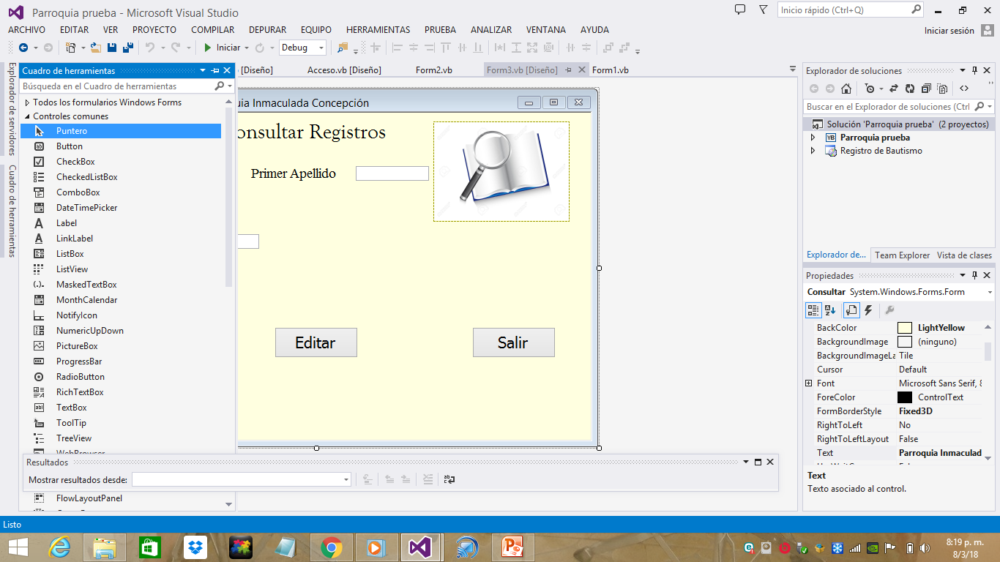 Parroquia prueba - Microsoft Visual Studio
Inicio rápido (Ctrl+Q)
ARCHIVO EDITAR VER PROYECTO COMPILAR DEPURAR EQUIPO HERRAMIENTAS PRUEBA ANALIZAR VENTANA AYUDA
Iniciar sesión
Iniciar Debug
Explorador de servidores
Cuadro de herramientas
Cuadro de herramientas
Búsqueda en el Cuadro de herramientas
Todos los formularios Windows Forms
Controles comunes
Puntero
Button
CheckBox
CheckedListBox
ComboBox
DateTimePicker
Label
LinkLabel
ListBox
ListView
MaskedTextBox
MonthCalendar
NotifyIcon
NumericUpDown
PictureBox
ProgressBar
RadioButton
RichTextBox
TextBox
ToolTip
TreeView
WebBrowser
FlowLayoutPanel
[Diseño] Acceso.vb [Diseño] Form2.vb Form3.vb [Diseño] Form1.vb
uia Inmaculada Concepción
onsultar Registros
Primer Apellido
Editar
Salir
Resultados
Mostrar resultados desde:
Explorador de soluciones
Buscar en el Explorador de soluciones (Ctrl
Solución 'Parroquia prueba' (2 proyectos)
Parroquia prueba
Registro de Bautismo
Explorador de... Team Explorer Vista de clases
Propiedades
Consultar System.Windows.Forms.Form
BackColor LightYellow
BackgroundImage (ninguno)
BackgroundImageLa Tile
Cursor Default
Font Microsoft Sans Serif, 8
ForeColor ControlText
FormBorderStyle Fixed3D
RightToLeft No
RightToLeftLayout False
Text Parroquia Inmaculad
Text
Texto asociado al control.
Listo
8:19 p. m.
8/3/18